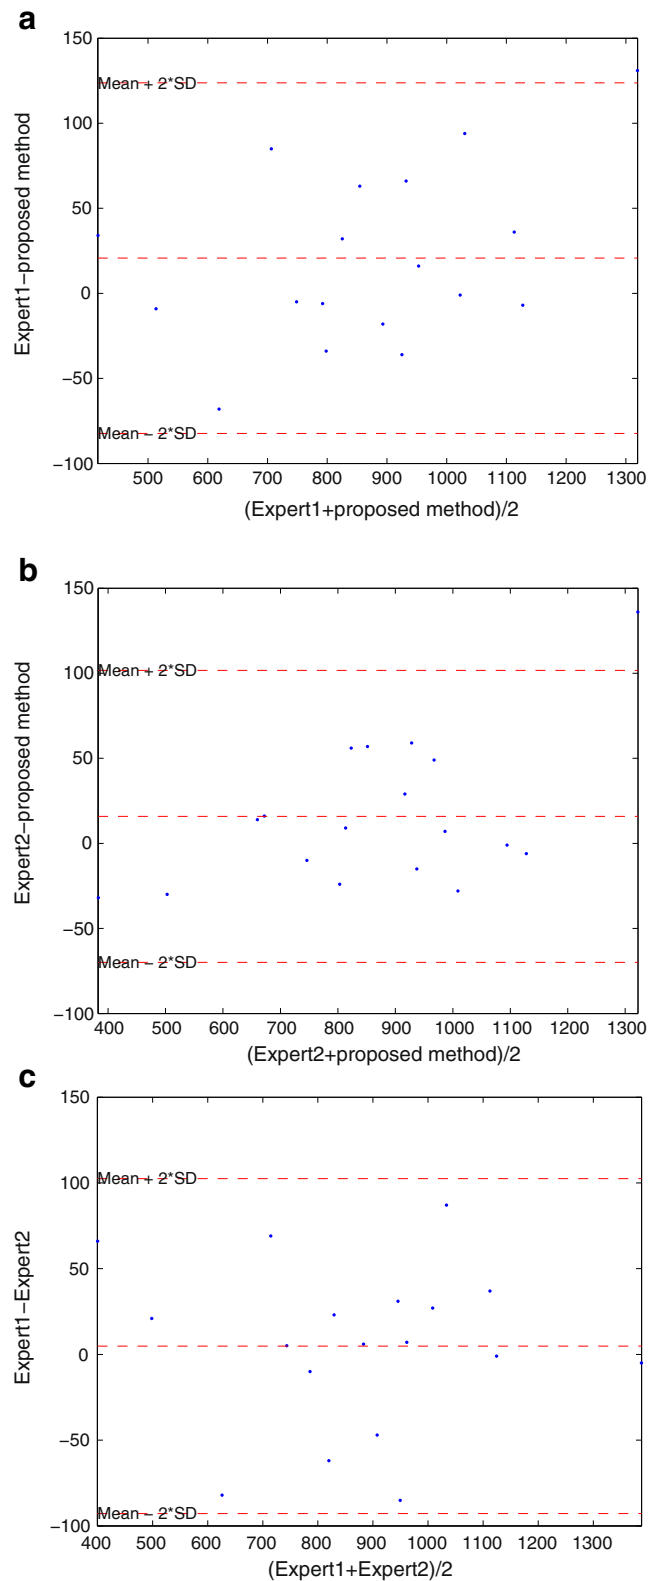 a
150
Mean + 2*SD
100
50
0
−50
Mean − 2*SD
−100
Expert1−proposed method
500 600 700 800 900 1000 1100 1200 1300
(Expert1+proposed method)/2
b
150
Mean + 2*SD
100
50
0
−50
Mean − 2*SD
−100
Expert2−proposed method
400 500 600 700 800 900 1000 1100 1200 1300
(Expert2+proposed method)/2
c
150
Mean + 2*SD
100
50
0
−50
Mean − 2*SD
−100
Expert1−Expert2
400 500 600 700 800 900 1000 1100 1200 1300
(Expert1+Expert2)/2